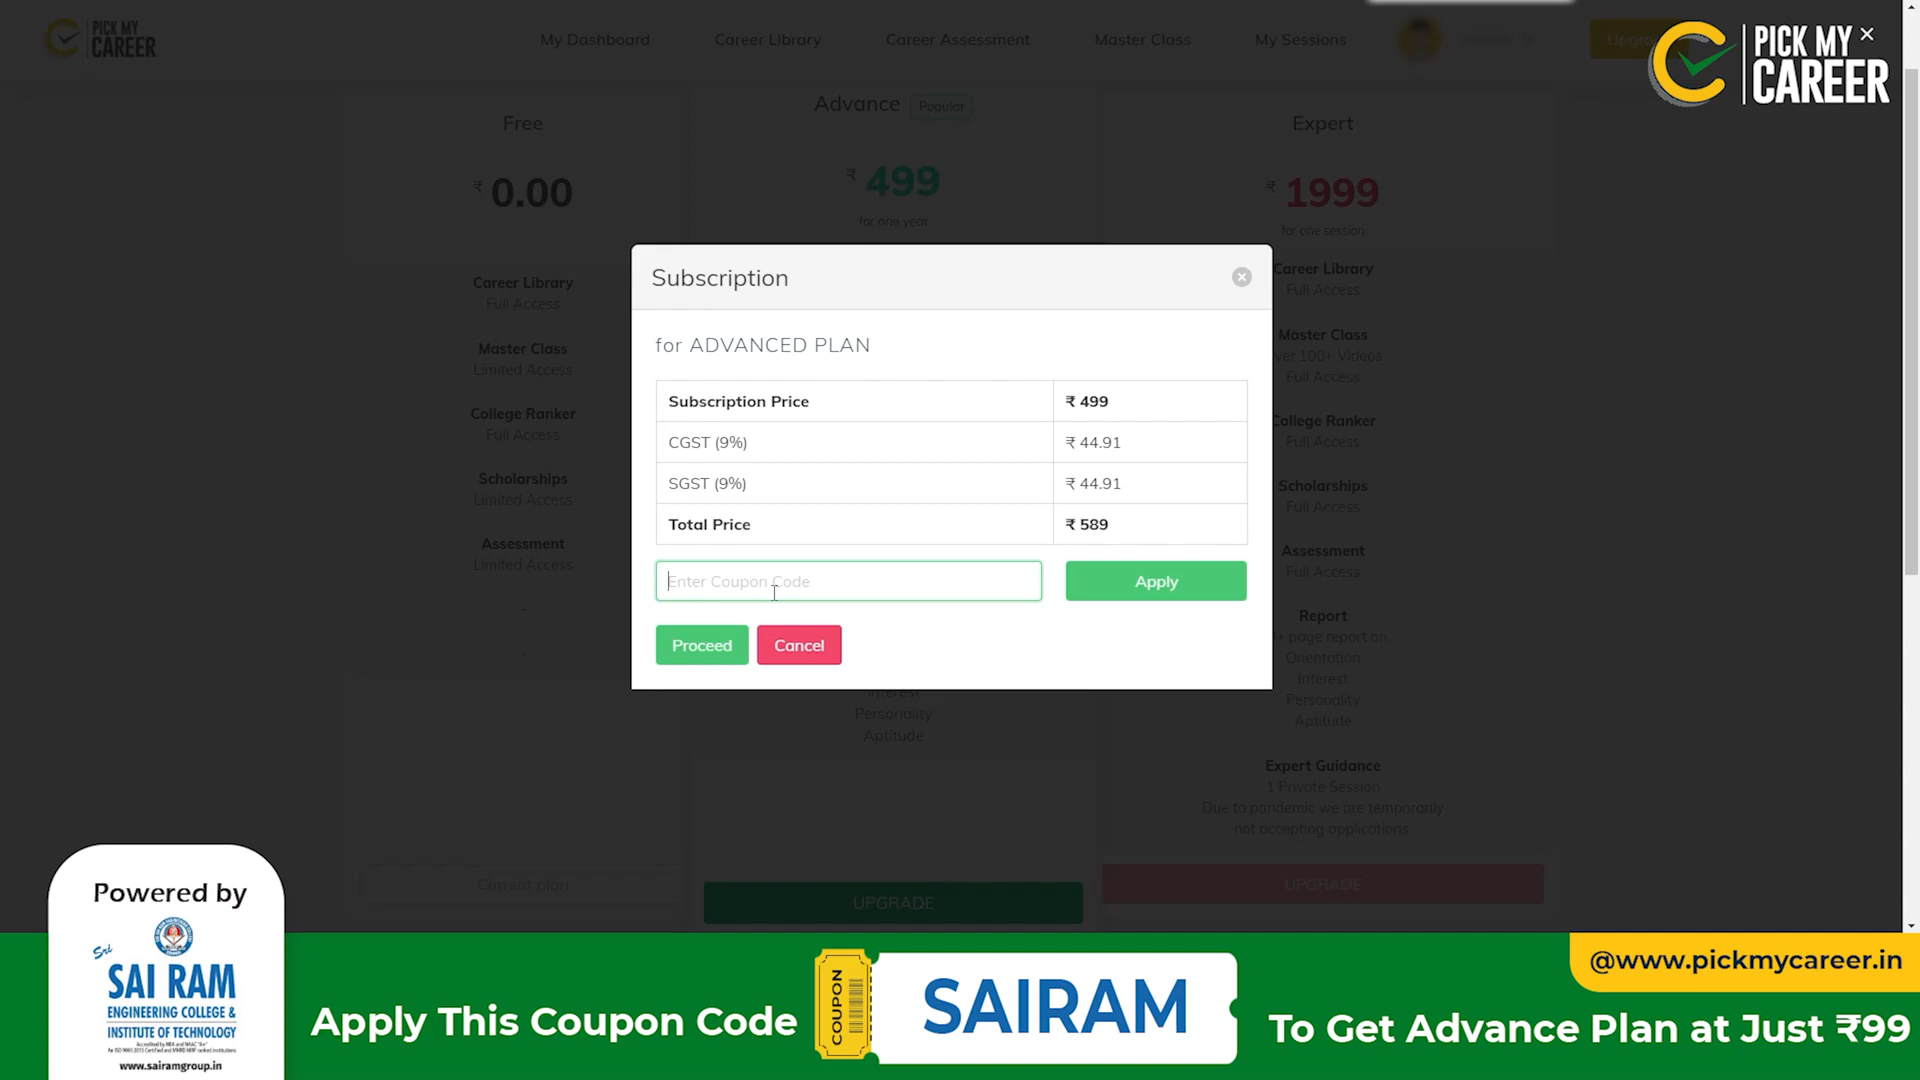 PICK MY
CAREER
My Dashboard
Career Library
Career Assessment
Master Class
My Sessions
PICK MY
CAREER
Free
₹ 0.00
Career Library
Full Access
Master Class
Limited Access
College Ranker
Full Access
Scholarships
Limited Access
Assessment
Limited Access
-
-
Current plan
Advance Popular
₹ 499
for one year
Personality
Aptitude
UPGRADE
Expert
₹ 1999
for one session
Career Library
Full Access
Master Class
Full Access
College Ranker
Full Access
Scholarships
Full Access
Assessment
Full Access
Report
Orientation
Interest
Personality
Aptitude
Expert Guidance
1 Private Session
Due to pandemic we are temporarily
not accepting applications
UPGRADE
Subscription
for ADVANCED PLAN
Subscription Price ₹ 499
CGST (9%) ₹ 44.91
SGST (9%) ₹ 44.91
Total Price ₹ 589
Enter Coupon Code
Apply
Proceed Cancel
Powered by
Sri
SAI RAM
ENGINEERING COLLEGE &
INSTITUTE OF TECHNOLOGY
www.sairamgroup.in
Apply This Coupon Code
COUPON
SAIRAM
To Get Advance Plan at Just ₹99
@www.pickmycareer.in